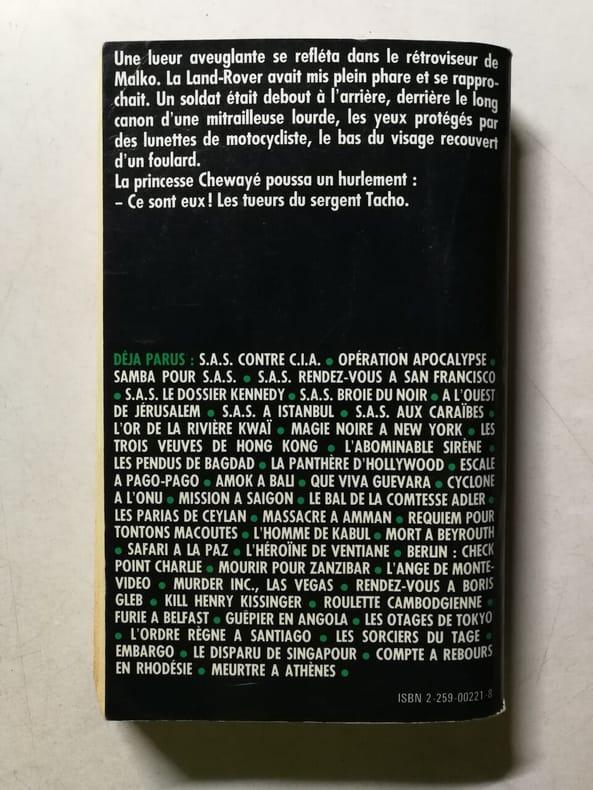 Une lueur aveuglante se refléta dans le rétroviseur de
Malko. La Land-Rover avait mis plein phare et se rappro-
chait. Un soldat était debout à l'arrière, derrière le long
canon d'une mitrailleuse lourde, les yeux protégés par
des lunettes de motocycliste, le bas du visage recouvert
d'un foulard.
La princesse Chewayé poussa un hurlement :
– Ce sont eux ! Les tueurs du sergent Tacho.
DÉJA PARUS : S.A.S. CONTRE C.I.A. • OPÉRATION APOCALYPSE •
SAMBA POUR S.A.S. • S.A.S. RENDEZ-VOUS A SAN FRANCISCO
• S.A.S. LE DOSSIER KENNEDY • S.A.S. BROIE DU NOIR • A L'OUEST
DE JÉRUSALEM • S.A.S. A ISTANBUL • S.A.S. AUX CARAÏBES •
L'OR DE LA RIVIÈRE KWAÏ • MAGIE NOIRE A NEW YORK • LES
TROIS VEUVES DE HONG KONG • L'ABOMINABLE SIRÈNE •
LES PENDUS DE BAGDAD • LA PANTHÈRE D'HOLLYWOOD • ESCALE
A PAGO-PAGO • AMOK A BALI • QUE VIVA GUEVARA • CYCLONE
A L'ONU • MISSION A SAIGON • LE BAL DE LA COMTESSE ADLER •
LES PARIAS DE CEYLAN • MASSACRE A AMMAN • REQUIEM POUR
TONTONS MACOUTES • L'HOMME DE KABUL • MORT A BEYROUTH
• SAFARI A LA PAZ • L'HÉROÏNE DE VIENTIANE • BERLIN : CHECK
POINT CHARLIE • MOURIR POUR ZANZIBAR • L'ANGE DE MONTE-
VIDEO • MURDER INC., LAS VEGAS • RENDEZ-VOUS A BORIS
GLEB • KILL HENRY KISSINGER • ROULETTE CAMBODGIENNE •
FURIE A BELFAST • GUÊPIER EN ANGOLA • LES OTAGES DE TOKYO
• L'ORDRE RÈGNE A SANTIAGO • LES SORCIERS DU TAGE •
EMBARGO • LE DISPARU DE SINGAPOUR • COMPTE A REBOURS
EN RHODÉSIE • MEURTRE A ATHÈNES •
ISBN 2-259-00221-8